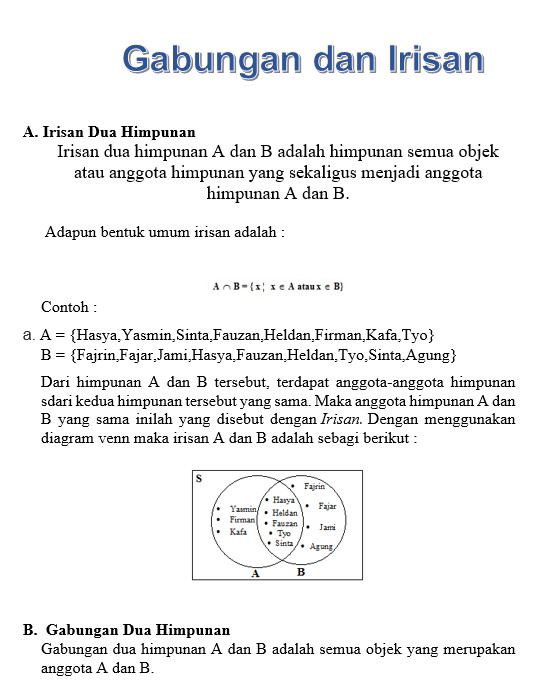 Gabungan dan Irisan
A. Irisan Dua Himpunan
Irisan dua himpunan A dan B adalah himpunan semua objek
atau anggota himpunan yang sekaligus menjadi anggota
himpunan A dan B.
Adapun bentuk umum irisan adalah :
A ∩ B = {x¦ x є A atau x є B}
Contoh :
a. A = {Hasya,Yasmin,Sinta,Fauzan,Heldan,Firman,Kafa,Tyo}
B = {Fajrin,Fajar,Jami,Hasya,Fauzan,Heldan,Tyo,Sinta,Agung}
Dari himpunan A dan B tersebut, terdapat anggota-anggota himpunan
sdari kedua himpunan tersebut yang sama. Maka anggota himpunan A dan
B yang sama inilah yang disebut dengan Irisan. Dengan menggunakan
diagram venn maka irisan A dan B adalah sebagi berikut :
S
• Yasmin
• Firman
• Kafa
• Hasya
• Heldan
• Fauzan
• Tyo
• Sinta
• Fajrin
• Fajar
• Jami
• Agung
A
B
B. Gabungan Dua Himpunan
Gabungan dua himpunan A dan B adalah semua objek yang merupakan
anggota A dan B.